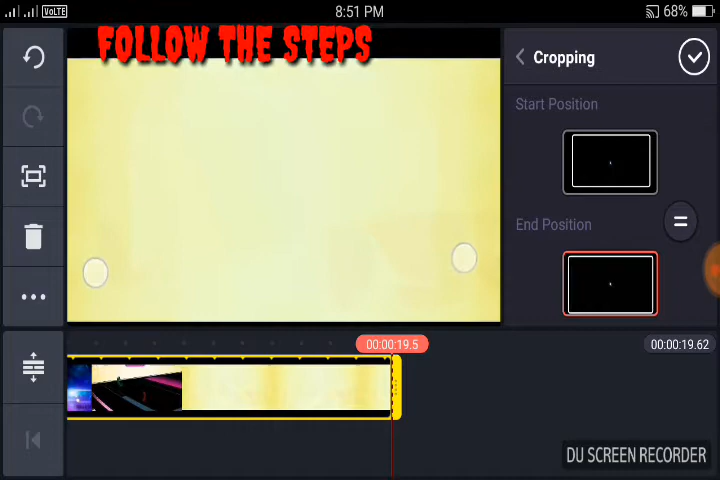 VoLTE 8:51 PM 68%
FOLLOW THE STEPS
Cropping
Start Position
End Position
00:00:19.5
00:00:19.62
DU SCREEN RECORDER